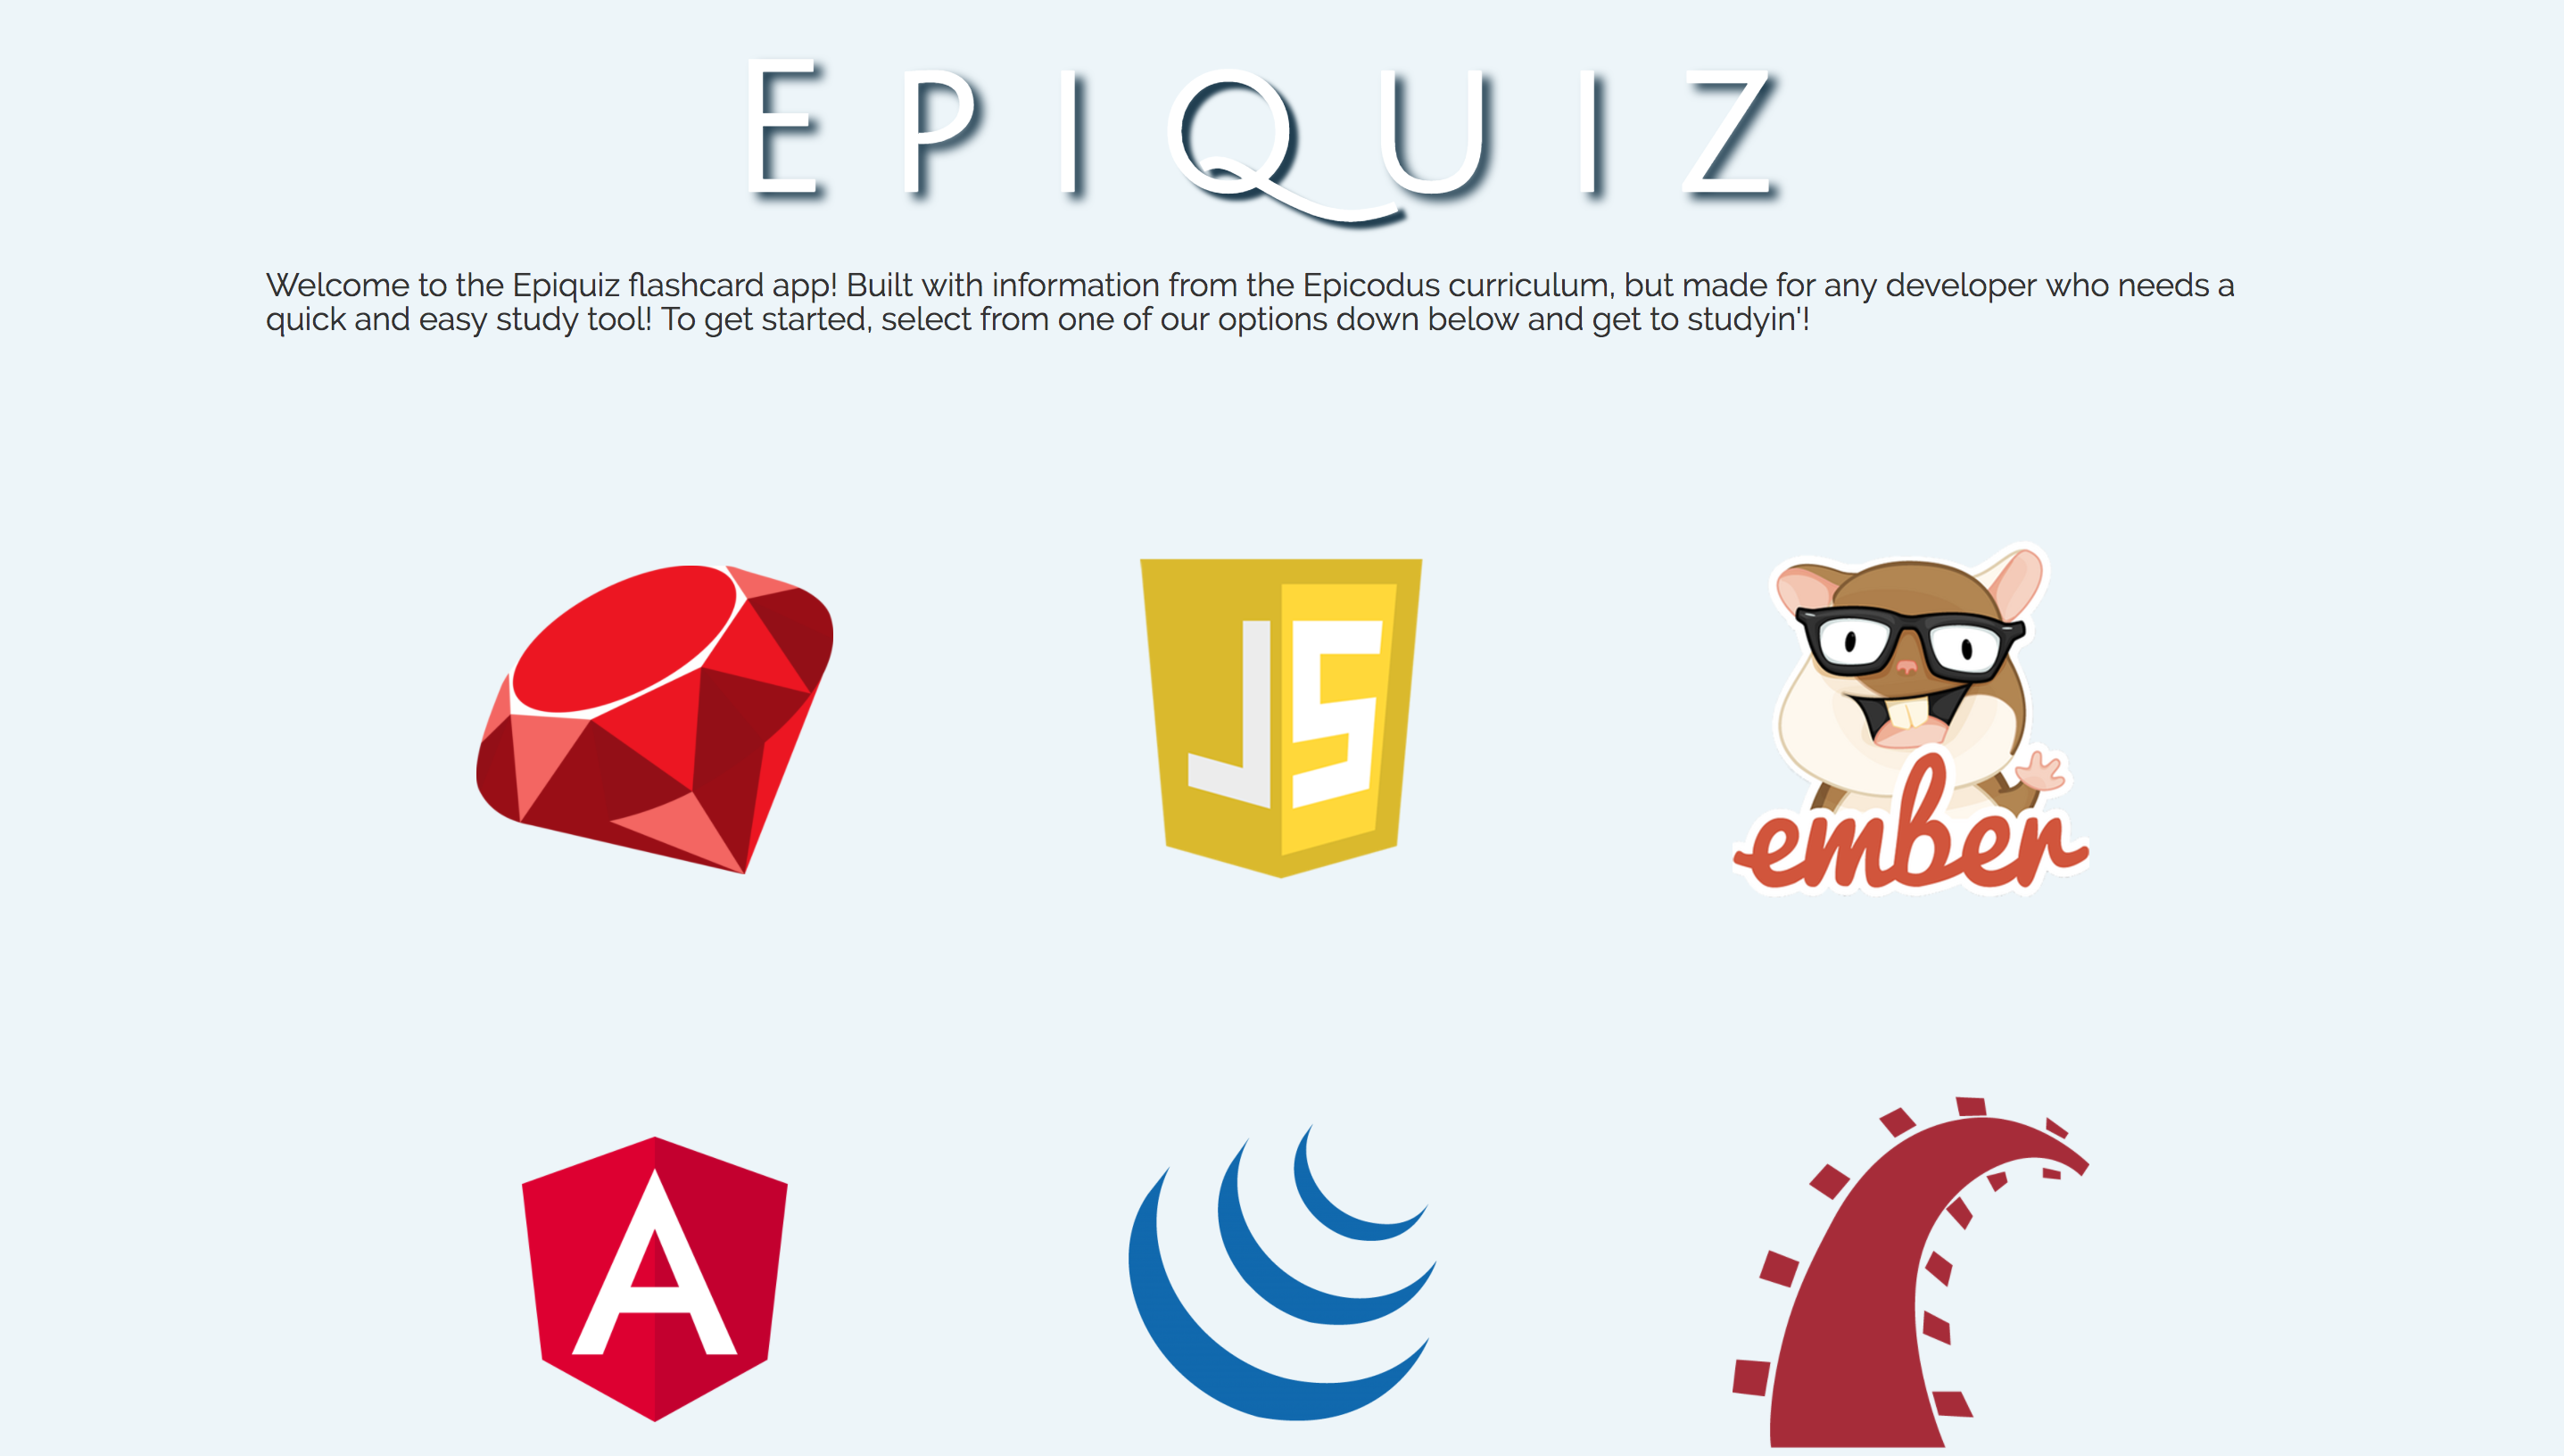 EPIQUIZ
Welcome to the Epiquiz flashcard app! Built with information from the Epicodus curriculum, but made for any developer who needs a
quick and easy study tool! To get started, select from one of our options down below and get to studyin'!
JS
ember
A